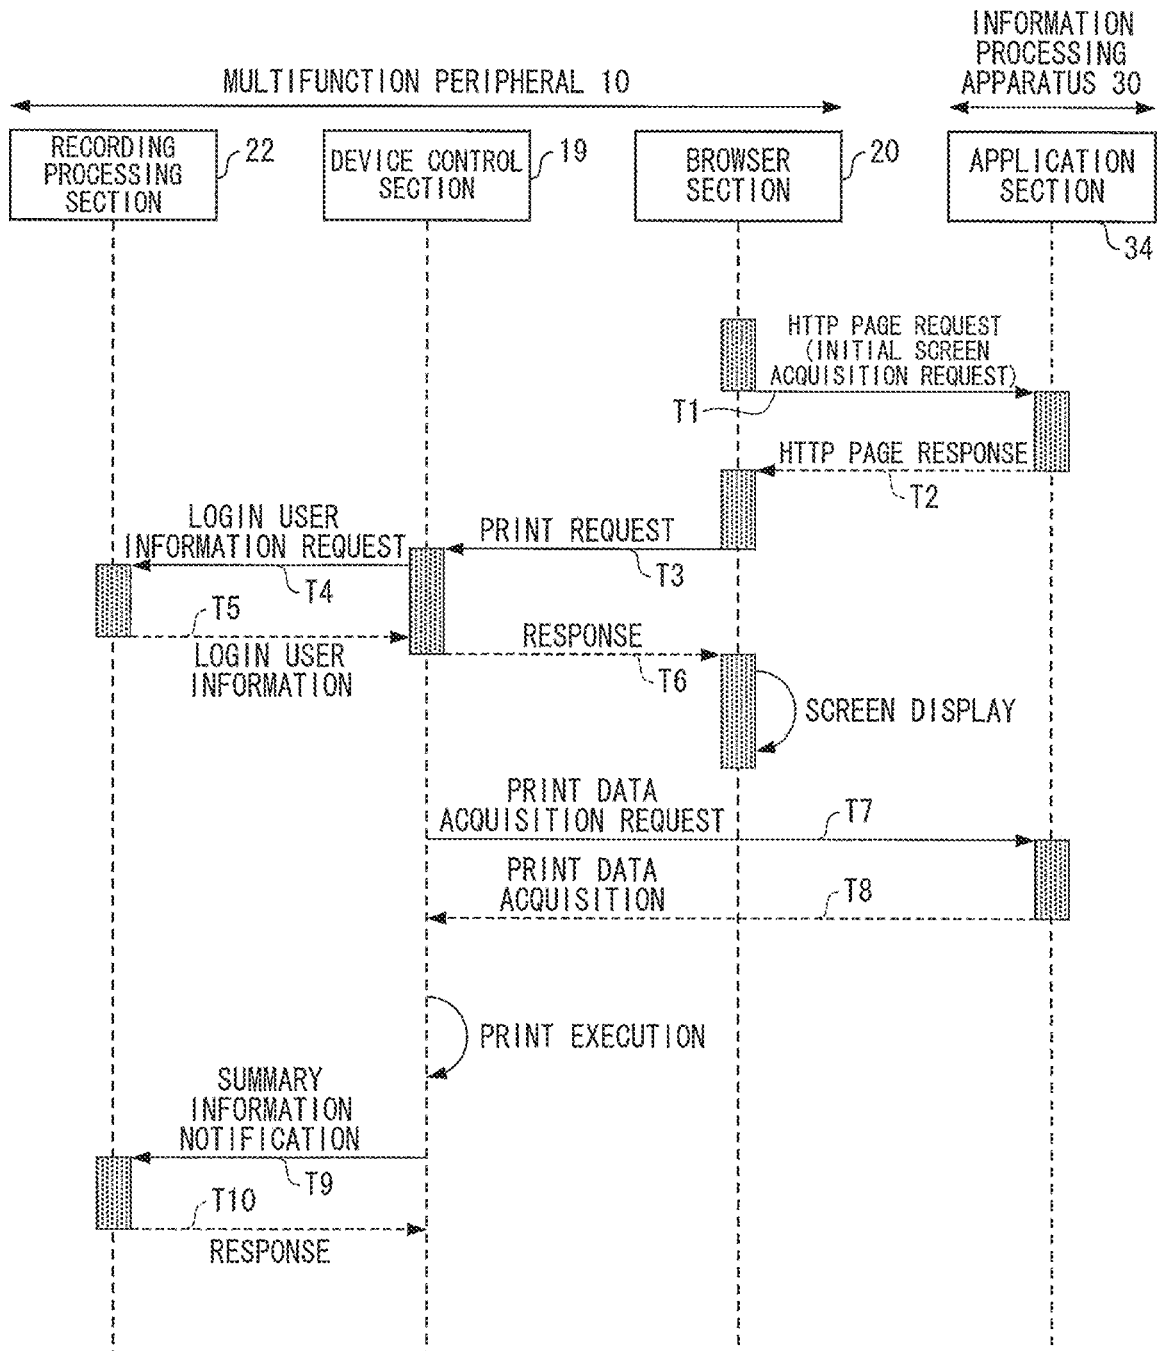 INFORMATION
PROCESSING
APPARATUS 30
MULTIFUNCTION PERIPHERAL 10
RECORDING
PROCESSING
SECTION
22
DEVICE CONTROL
SECTION
19
BROWSER
SECTION
20
APPLICATION
SECTION
34
HTTP PAGE REQUEST
(INITIAL SCREEN
ACQUISITION REQUEST)
T1
HTTP PAGE RESPONSE
T2
PRINT REQUEST
T3
LOGIN USER
INFORMATION REQUEST
T4
T5
LOGIN USER
INFORMATION
RESPONSE
T6
SCREEN DISPLAY
PRINT DATA
ACQUISITION REQUEST
T7
PRINT DATA
ACQUISITION
T8
PRINT EXECUTION
SUMMARY
INFORMATION
NOTIFICATION
T9
T10
RESPONSE